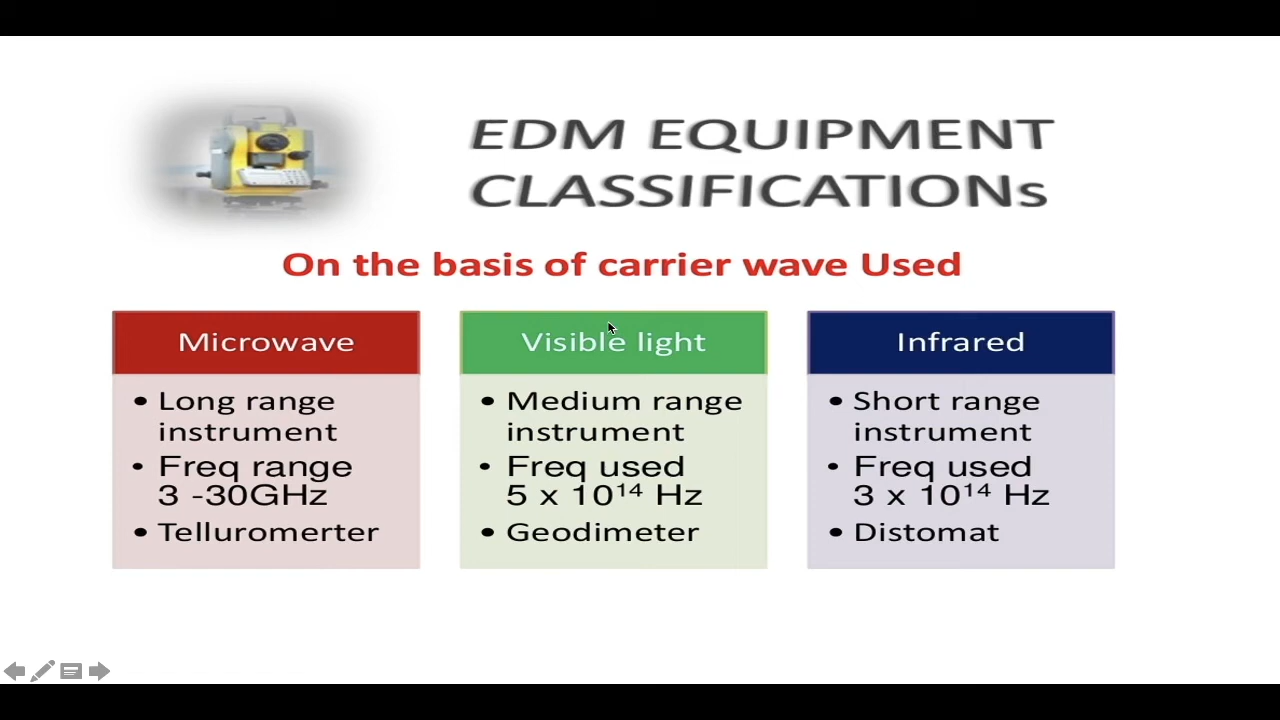 EDM EQUIPMENT
CLASSIFICATIONs
On the basis of carrier wave Used
Microwave
• Long range
instrument
• Freq range
3 -30GHz
• Telluromerter
Visible light
• Medium range
instrument
• Freq used
5 x 10¹⁴ Hz
• Geodimeter
Infrared
• Short range
instrument
• Freq used
3 x 10¹⁴ Hz
• Distomat